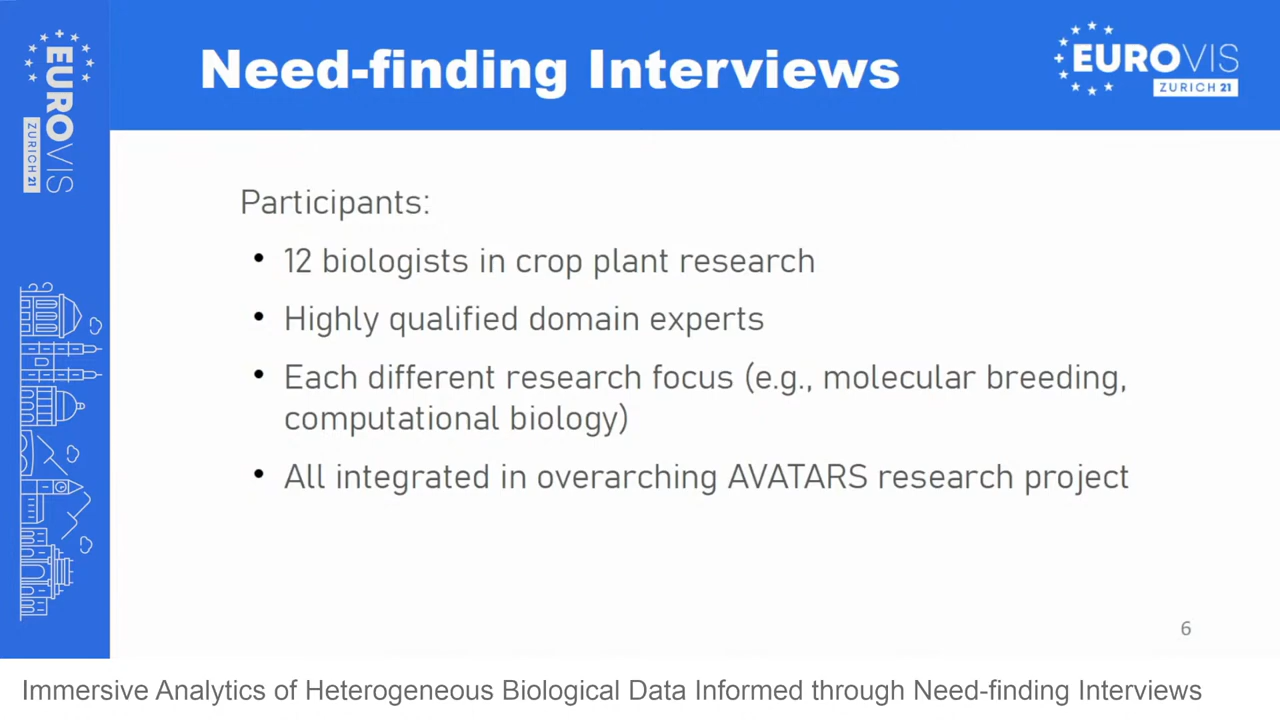 Need-finding Interviews
EUROVIS
ZURICH 21
EUROVIS
ZURICH 21
Participants:
• 12 biologists in crop plant research
• Highly qualified domain experts
• Each different research focus (e.g., molecular breeding,
computational biology)
• All integrated in overarching AVATARS research project
6
Immersive Analytics of Heterogeneous Biological Data Informed through Need-finding Interviews